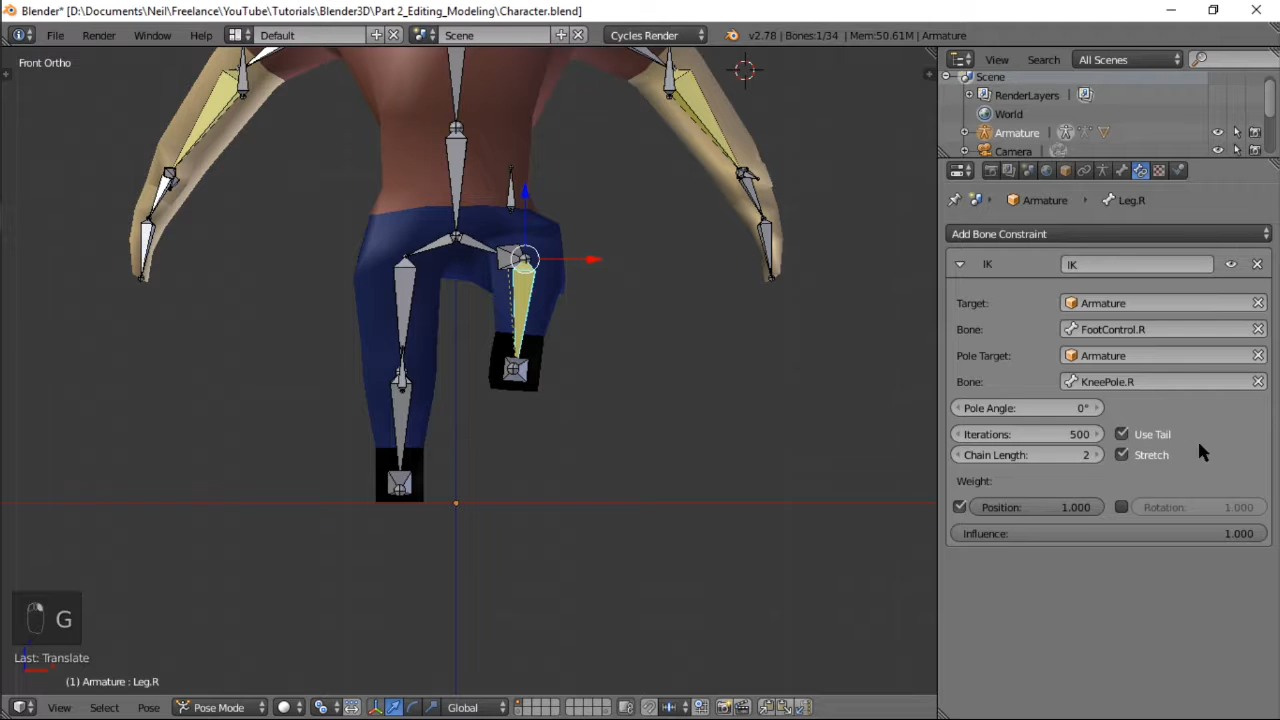 Blender* [D:\Documents\Neil\Freelance\YouTube\Tutorials\Blender3D\Part 2_Editing_Modeling\Character.blend]
File Render Window Help Default Scene Cycles Render v2.78 | Bones:1/34 | Mem:50.61M | Armature
Front Ortho
View Search All Scenes
Scene
RenderLayers
World
Armature
Camera
Armature Leg.R
Add Bone Constraint
IK IK
Target: Armature
Bone: FootControl.R
Pole Target: Armature
Bone: KneePole.R
Pole Angle: 0°
Iterations: 500 Use Tail
Chain Length: 2 Stretch
Weight:
Position: 1.000 Rotation: 1.000
Influence: 1.000
G
Last: Translate
(1) Armature : Leg.R
View Select Pose Pose Mode Global